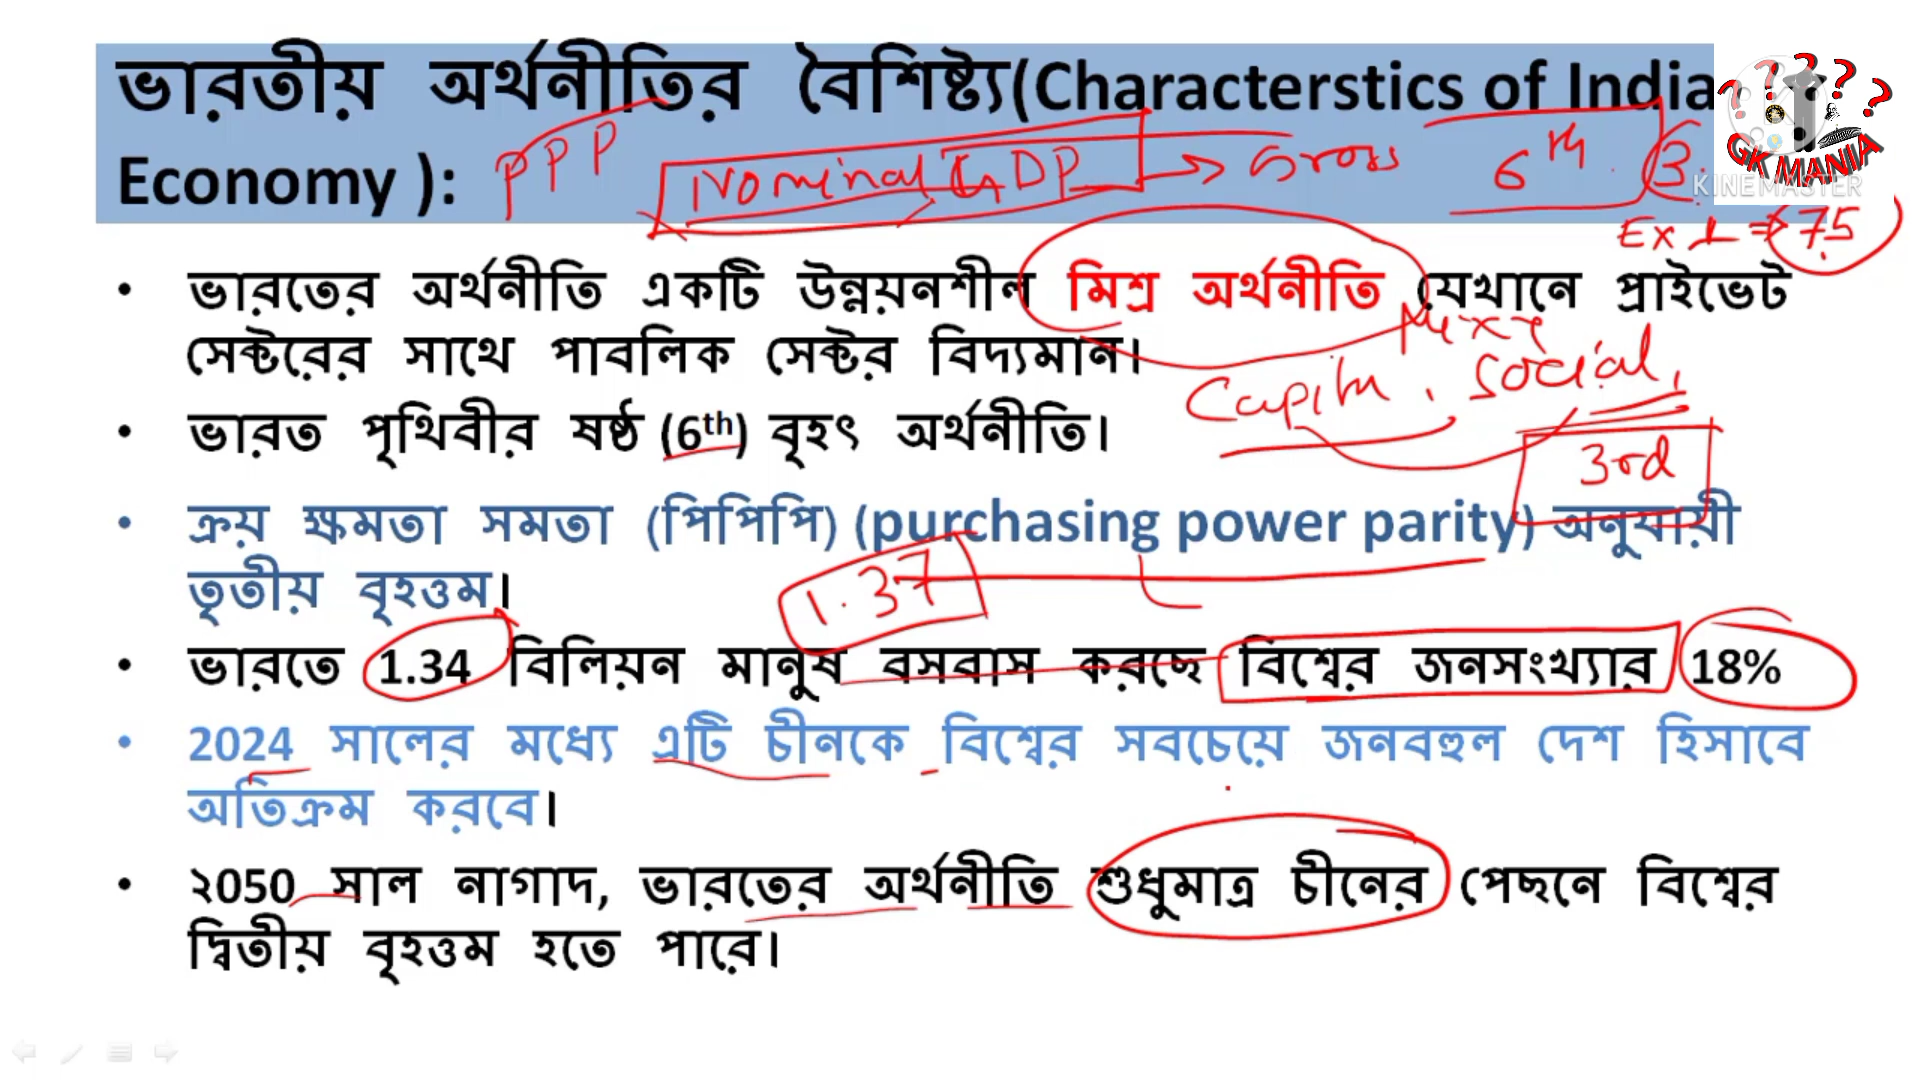 ভারতীয় অর্থনীতির বৈশিষ্ট্য(Characterstics of India
Economy ):
PPP
Nominal GDP
Gross
6th
3
GK MANIA
KINEMASTER
Ex 1 => 75
• ভারতের অর্থনীতি একটি উন্নয়নশীল মিশ্র অর্থনীতি যেখানে প্রাইভেট
সেক্টরের সাথে পাবলিক সেক্টর বিদ্যমান।
Social
• ভারত পৃথিবীর ষষ্ঠ (6th) বৃহৎ অর্থনীতি।
3rd
• ক্রয় ক্ষমতা সমতা (পিপিপি) (purchasing power parity) অনুযায়ী
তৃতীয় বৃহত্তম।
1.37
• ভারতে 1.34 বিলিয়ন মানুষ বসবাস করছে বিশ্বের জনসংখ্যার 18%
• 2024 সালের মধ্যে এটি চীনকে বিশ্বের সবচেয়ে জনবহুল দেশ হিসাবে
অতিক্রম করবে।
• ২050 সাল নাগাদ, ভারতের অর্থনীতি শুধুমাত্র চীনের পেছনে বিশ্বের
দ্বিতীয় বৃহত্তম হতে পারে।